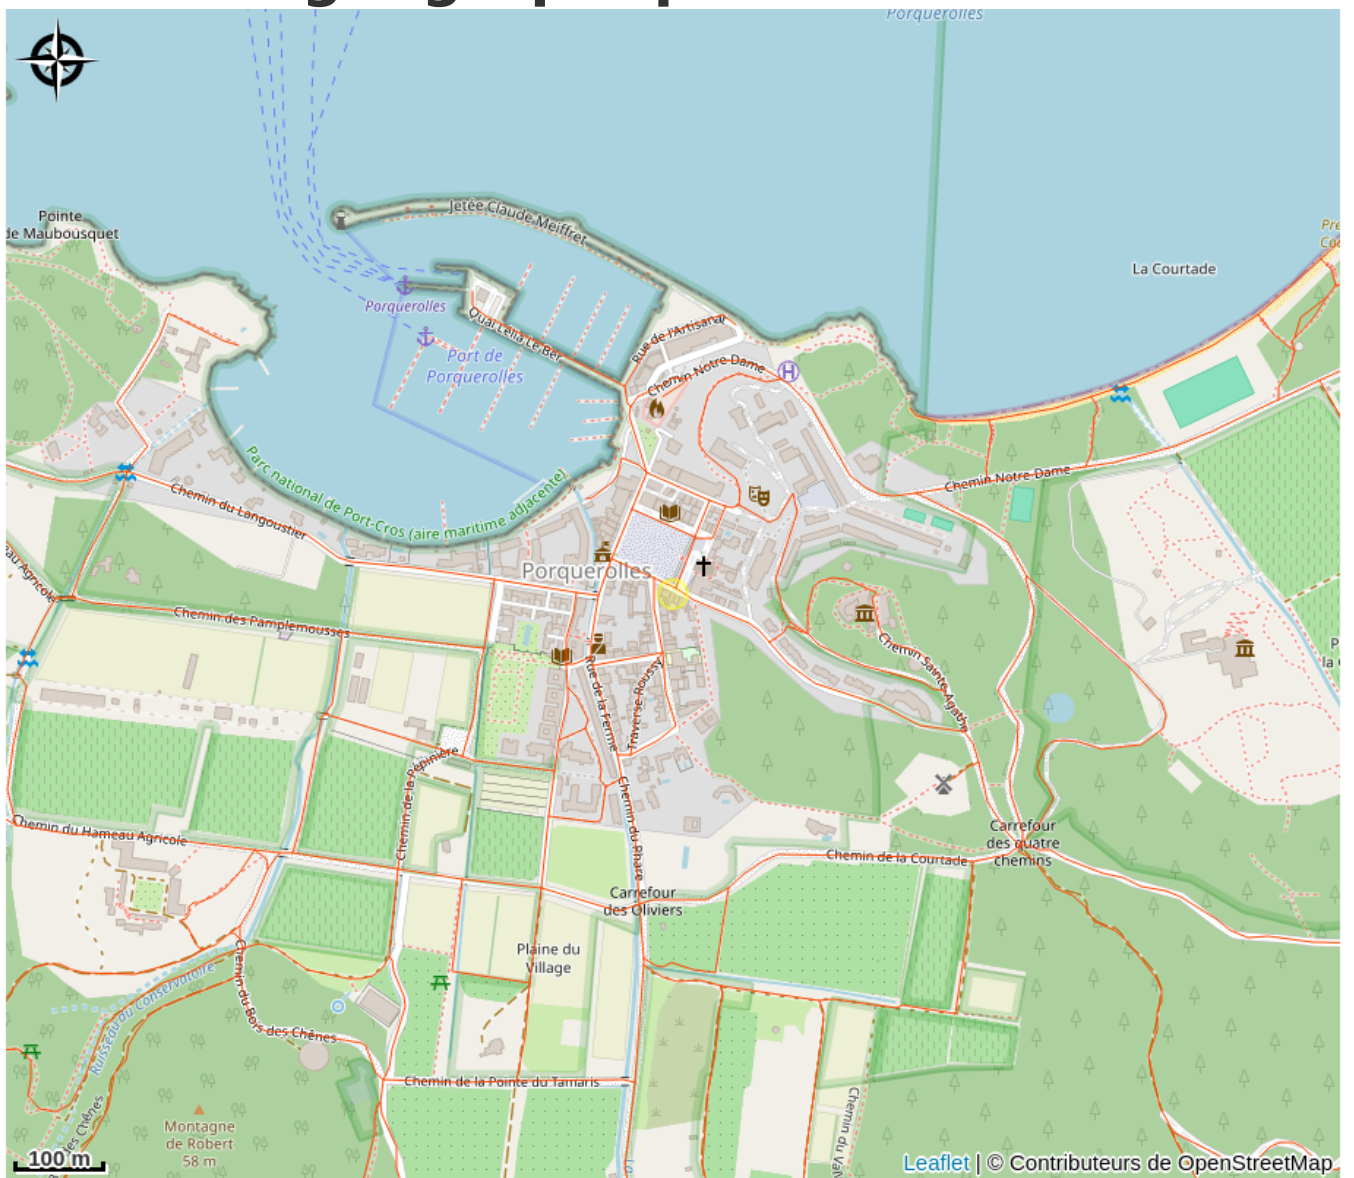 Porquerolles
Pointe
de Maubousquet
Jetée Claude Meiffret
La Courtade
Porquerolles
Quai Lélia Le Ber
Rue de l'Artisanat
Port de
Porquerolles
Chemin Notre Dame
H
Parc national de Port-Cros (aire maritime adjacente)
Chemin Notre Dame
Chemin du Langoustier
Porquerolles
Chemin des Pamplemousses
Chemin Sainte-Agathe
Rue de la Ferme
Traverse Roussy
Chemin de la Pépinière
Chemin du Phare
Chemin du Hameau Agricole
Carrefour
des quatre
chemins
Chemin de la Courtade
Carrefour
des Oliviers
Plaine du
Village
Ruisseau du Conservatoire
Chemin du Bois des Chênes
Chemin de la Pointe du Tamaris
Montagne
de Robert
58 m
100 m
Leaflet | © Contributeurs de OpenStreetMap